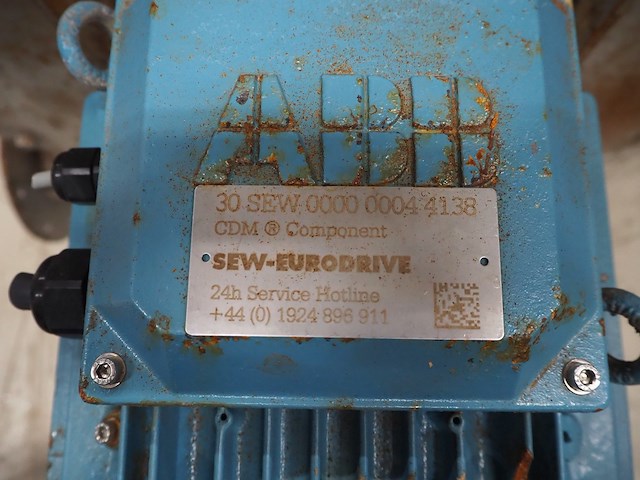 ABB
30 SEW 0000 0004 4138
CDM ® Component
SEW-EURODRIVE
24h Service Hotline
+44 (0) 1924 896 911